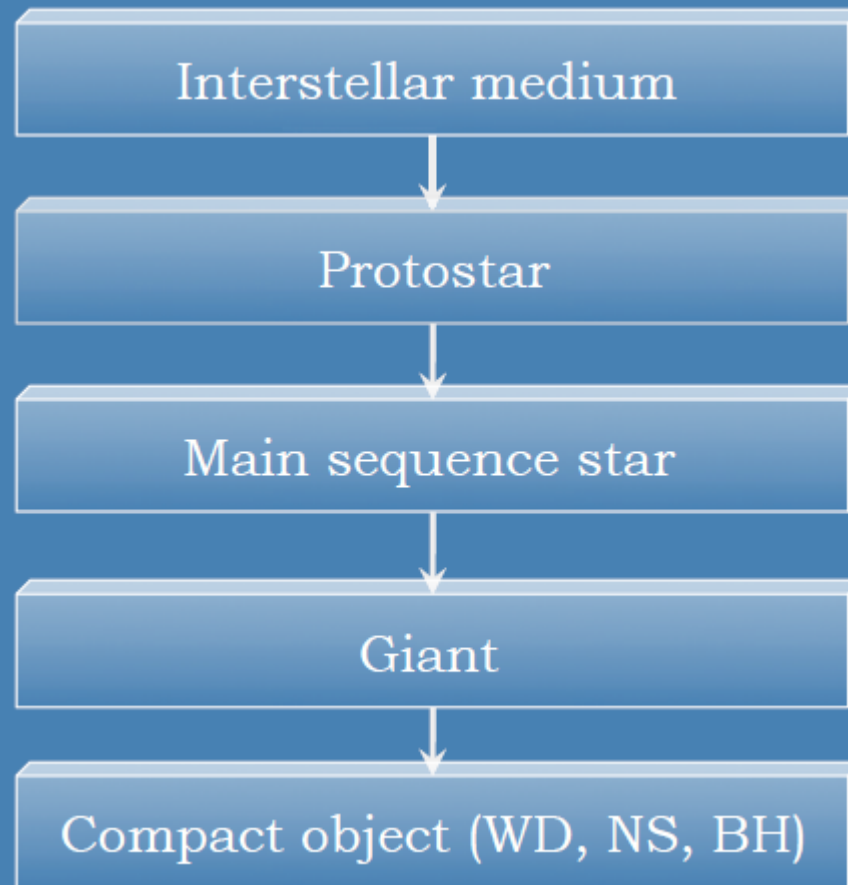 Interstellar medium
Protostar
Main sequence star
Giant
Compact object (WD, NS, BH)